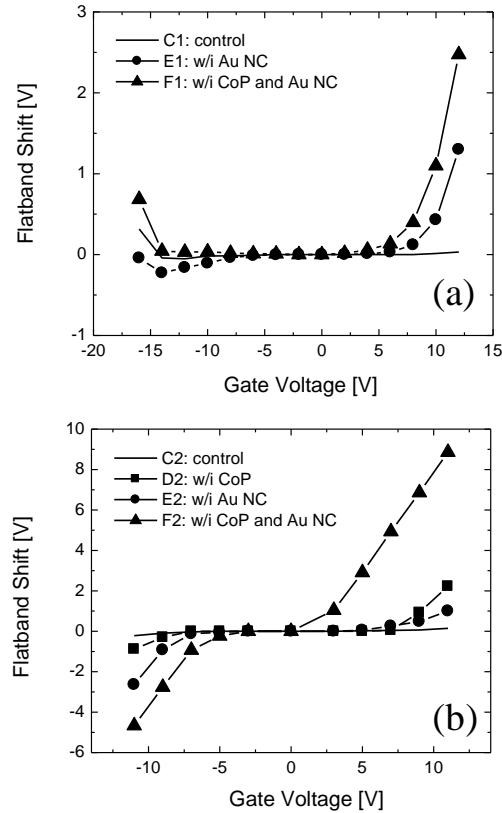 C1: control
E1: w/i Au NC
F1: w/i CoP and Au NC
3
2
1
0
-1
Flatband Shift [V]
(a)
-20 -15 -10 -5 0 5 10 15
Gate Voltage [V]
C2: control
D2: w/i CoP
E2: w/i Au NC
F2: w/i CoP and Au NC
10
8
6
4
2
0
-2
-4
-6
Flatband Shift [V]
(b)
-10 -5 0 5 10
Gate Voltage [V]